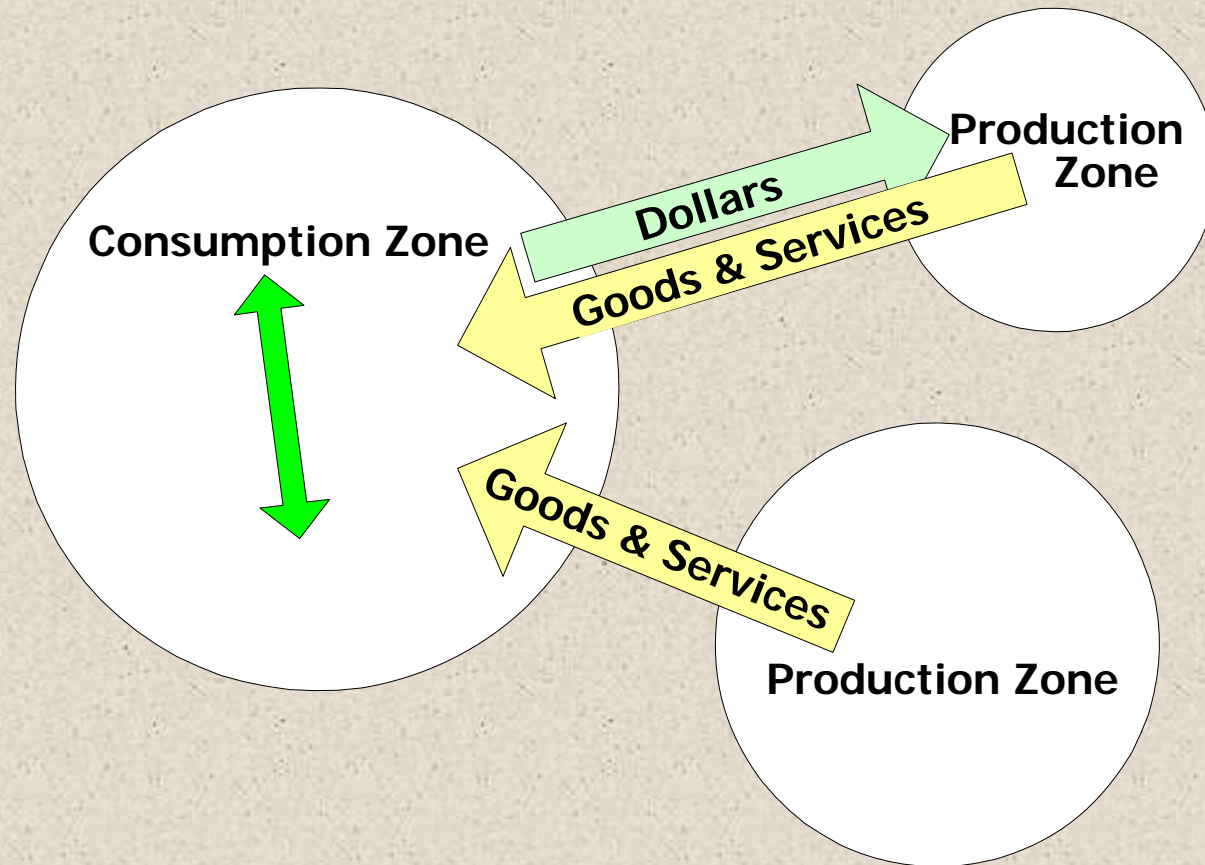 Production
Zone
Consumption Zone
Dollars
Goods & Services
Goods & Services
Production Zone